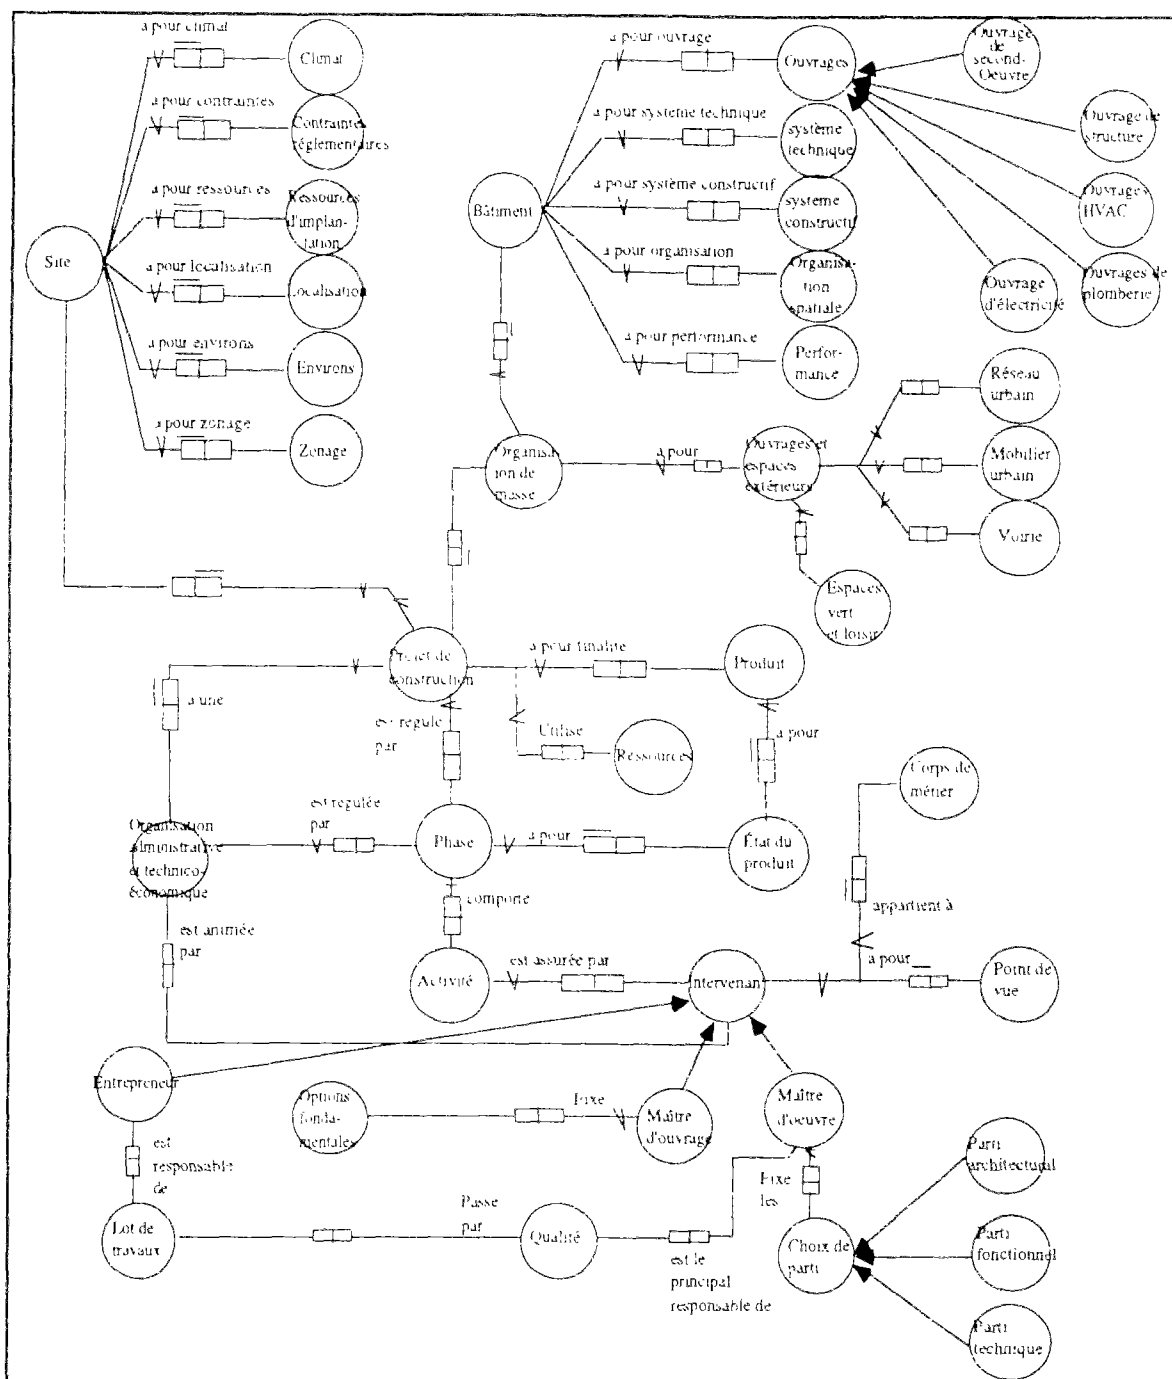 a pour climat
Climat
a pour contraintes
Contraintes
réglementaires
a pour ressources
Ressources
d'implan-
tation
Site
a pour localisation
Localisation
a pour environs
Environs
a pour zonage
Zonage
a pour ouvrage
Ouvrages
Ouvrage
de
second-
Oeuvre
a pour système technique
système
technique
Ouvrage de
structure
a pour système constructif
système
constructif
Bâtiment
Ouvrages
HVAC
a pour organisation
Organisa-
tion
spatiale
Ouvrage
d'électricité
Ouvrages de
plomberie
a pour performance
Perfor-
mance
Réseau
urbain
Organisa-
tion de
masse
a pour
Ouvrages et
espaces
extérieurs
Mobilier
urbain
Voirie
Espaces
vert
et loisir
Projet de
construction
a pour finalité
Produit
a une
est régulé
par
Utilise
Ressources
a pour
Corps de
métier
Organisation
administrative
et technico-
économique
est régulée
par
Phase
a pour
État du
produit
comporte
appartient à
est animée
par
Activité
est assurée par
Intervenant
a pour
Point de
vue
Entrepreneur
Options
fonda-
mentales
Fixe
Maître
d'ouvrage
Maître
d'oeuvre
est
responsable
de
Fixe
les
Parti
architectural
Lot de
travaux
Passe
par
Qualité
est le
principal
responsable de
Choix de
parti
Parti
fonctionnel
Parti
technique